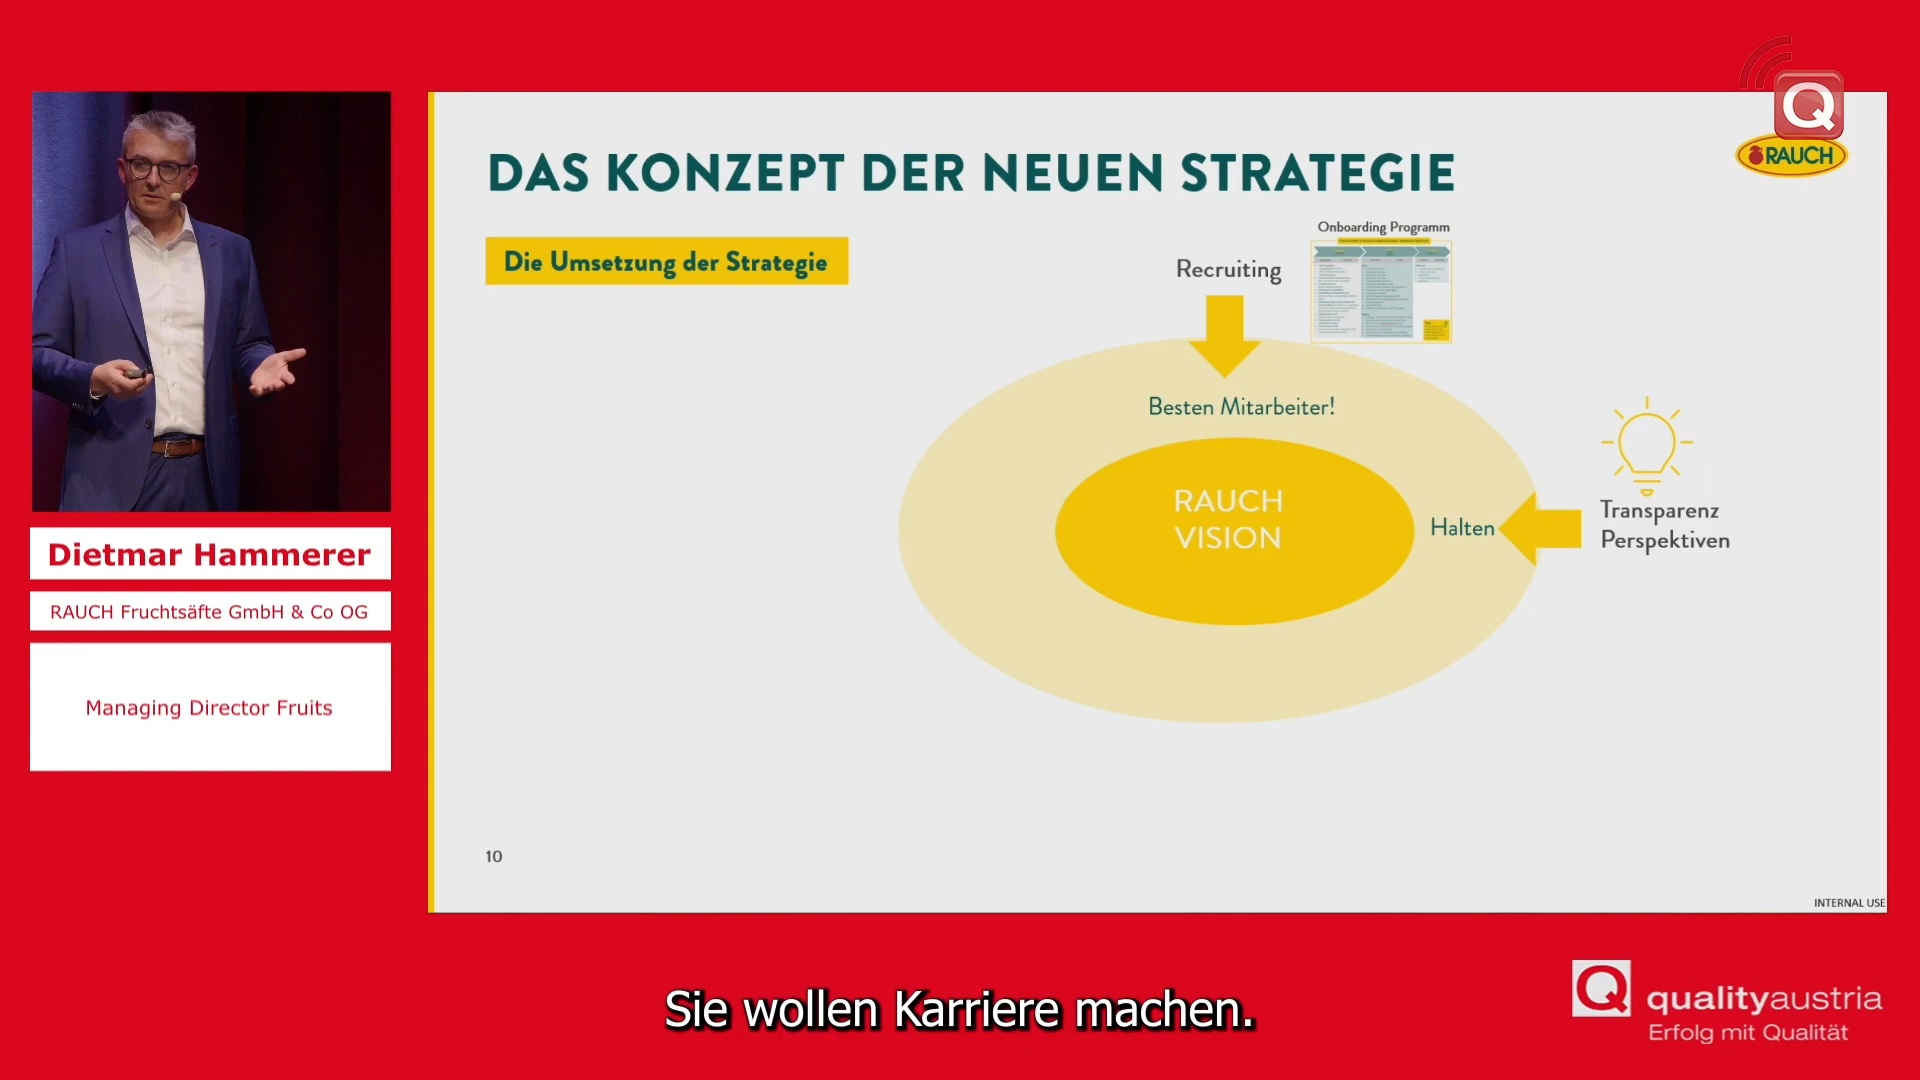 Q
RAUCH
DAS KONZEPT DER NEUEN STRATEGIE
Die Umsetzung der Strategie
Onboarding Programm
Recruiting
Besten Mitarbeiter!
RAUCH
VISION
Halten
Transparenz
Perspektiven
10
INTERNAL USE
Dietmar Hammerer
RAUCH Fruchtsäfte GmbH & Co OG
Managing Director Fruits
Sie wollen Karriere machen.
Q qualityaustria
Erfolg mit Qualität